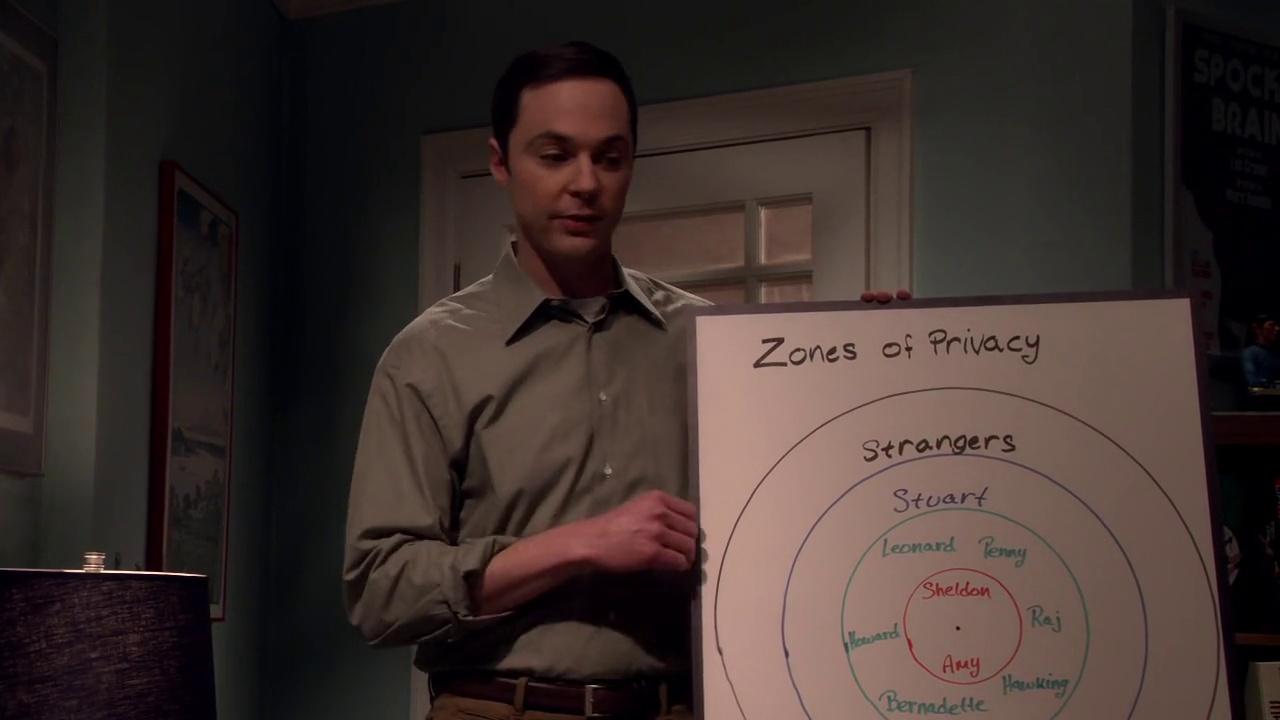 SPOCK
BRAIN
Zones of Privacy
Strangers
Stuart
Leonard Penny
Sheldon
Howard
Raj
Amy
Hawking
Bernadette